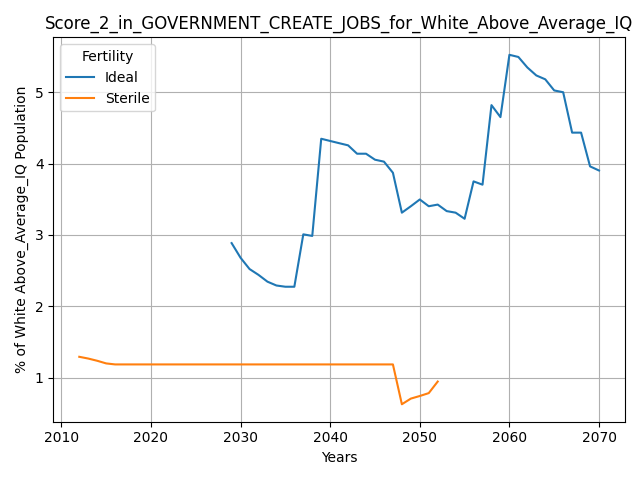 Score_2_in_GOVERNMENT_CREATE_JOBS_for_White_Above_Average_IQ
Fertility
Ideal
Sterile
% of White Above_Average_IQ Population
5
4
3
2
1
2010 2020 2030 2040 2050 2060 2070
Years